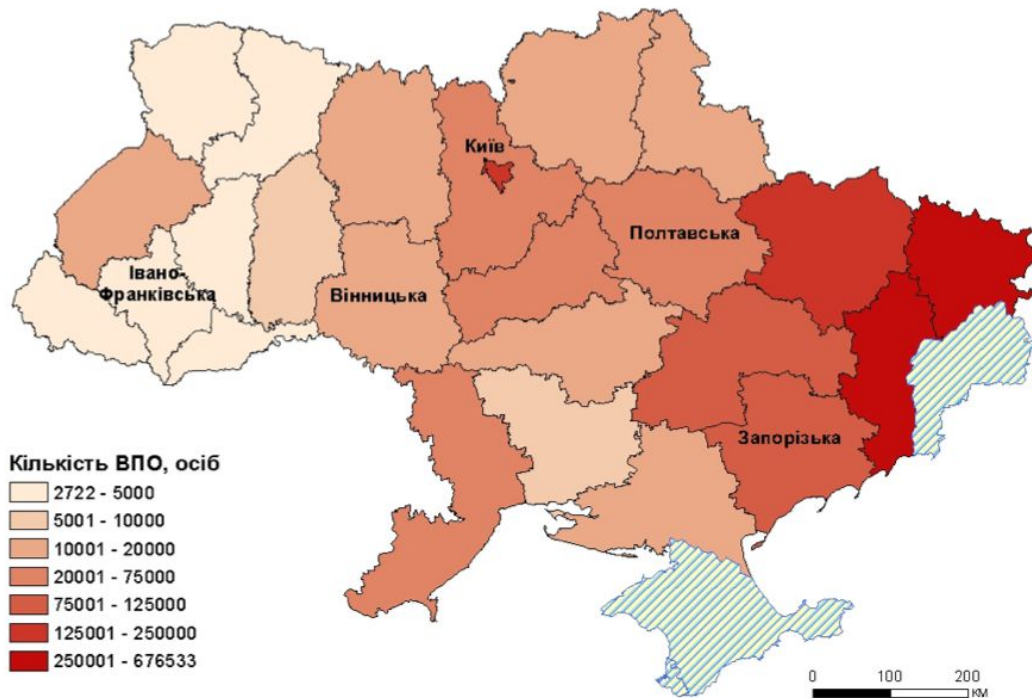 Київ
Полтавська
Івано-
Франківська
Вінницька
Запорізька
Кількість ВПО, осіб
2722 - 5000
5001 - 10000
10001 - 20000
20001 - 75000
75001 - 125000
125001 - 250000
250001 - 676533
0 100 200
КМ